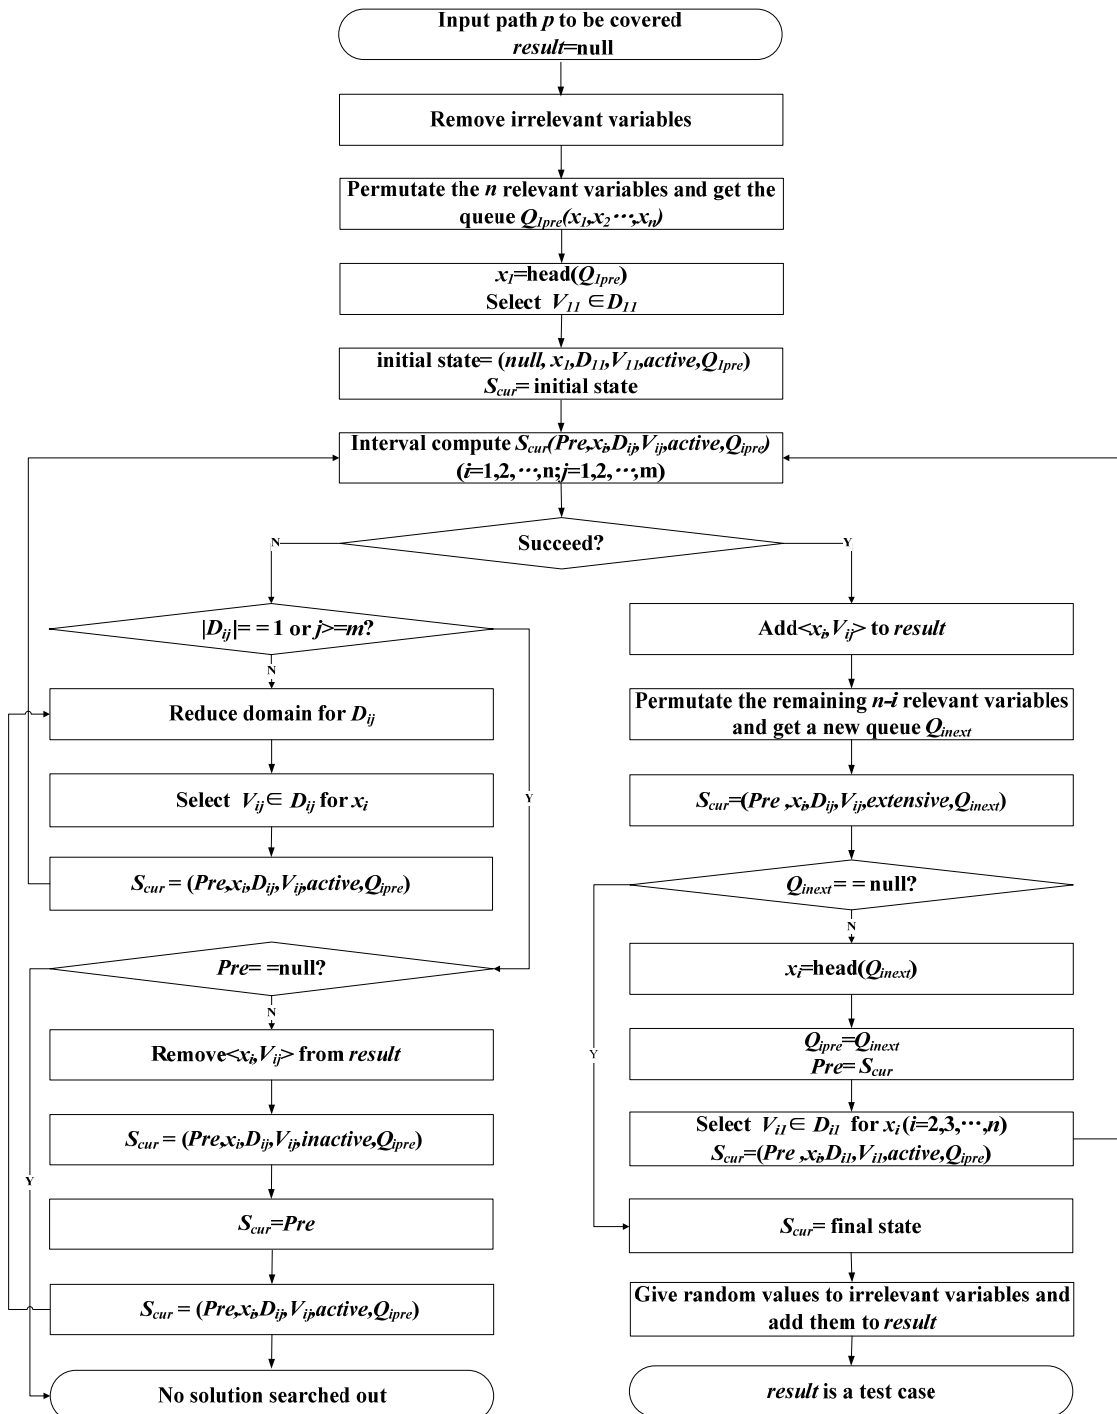 Input path p to be covered
result=null
Remove irrelevant variables
Permutate the n relevant variables and get the
queue Q1pre(x1,x2···,xn)
x1=head(Q1pre)
Select V11∈D11
initial state= (null, x1,D11,V11,active,Q1pre)
Scur= initial state
Interval compute Scur(Pre,xi,Dij,Vij,active,Qipre)
(i=1,2,···,n;j=1,2,···,m)
Succeed?
N
Y
|Dij|= =1 or j>=m?
N
Y
Reduce domain for Dij
Select Vij∈ Dij for xi
Scur = (Pre,xi,Dij,Vij,active,Qipre)
Pre= =null?
N
Y
Remove<xi,Vij> from result
Scur = (Pre,xi,Dij,Vij,inactive,Qipre)
Scur=Pre
Scur = (Pre,xi,Dij,Vij,active,Qipre)
No solution searched out
Add<xi,Vij> to result
Permutate the remaining n-i relevant variables
and get a new queue Qinext
Scur=(Pre ,xi,Dij,Vij,extensive,Qinext)
Qinext= = null?
N
Y
xi=head(Qinext)
Qipre=Qinext
Pre= Scur
Select Vi1∈ Di1 for xi (i=2,3,···,n)
Scur=(Pre ,xi,Di1,Vi1,active,Qipre)
Scur= final state
Give random values to irrelevant variables and
add them to result
result is a test case